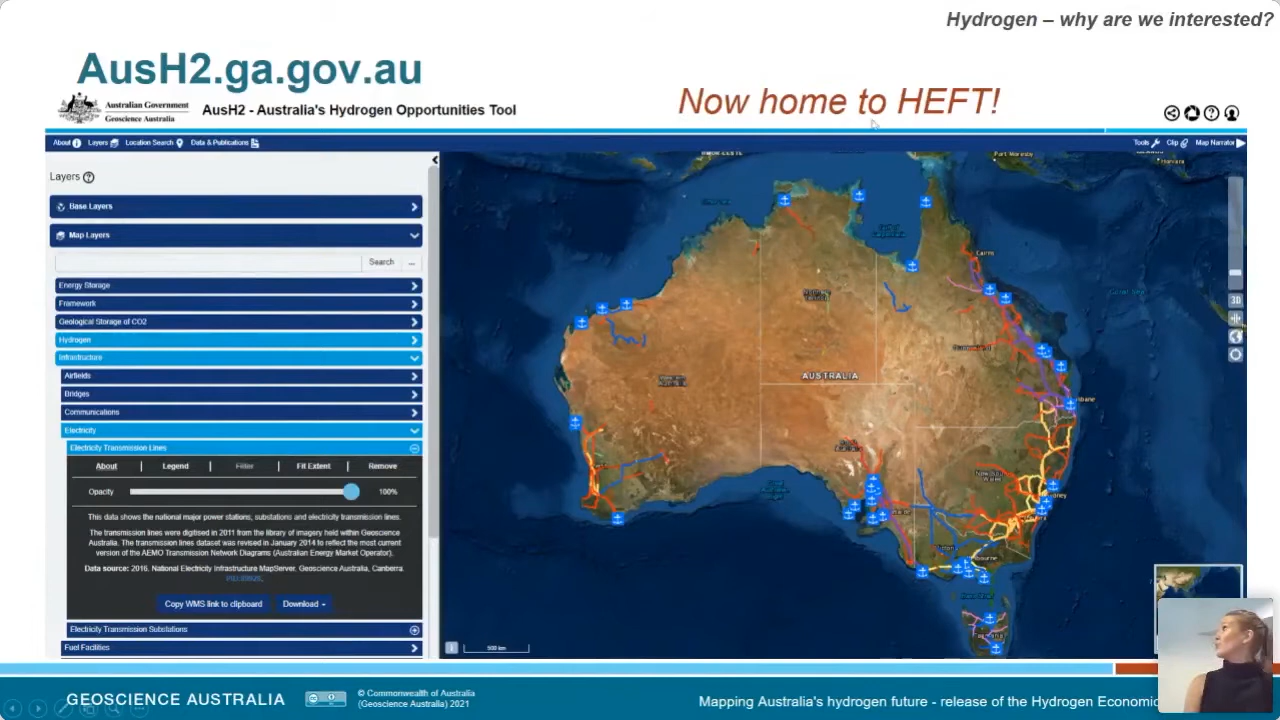 Hydrogen – why are we interested?
AusH2.ga.gov.au
Australian Government
Geoscience Australia
AusH2 - Australia's Hydrogen Opportunities Tool
Now home to HEFT!
About Layers Location Search Data & Publications
Tools Clip Map Narrator
Layers
Base Layers
Map Layers
Search ...
Energy Storage
Framework
Geological Storage of CO2
Hydrogen
Infrastructure
Airfields
Bridges
Communications
Electricity
Electricity Transmission Lines
About | Legend | Filter | Fit Extent | Remove
Opacity 100%
This data shows the national major power stations, substations and electricity transmission lines.
The transmission lines were digitised in 2011 from the library of imagery held within Geoscience
Australia. The transmission lines dataset was revised in January 2014 to reflect the most current
version of the AEMO Transmission Network Diagrams (Australian Energy Market Operator).
Data source: 2016. National Electricity Infrastructure MapServer. Geoscience Australia, Canberra.
Copy WMS link to clipboard Download
Electricity Transmission Substations
Fuel Facilities
Port Moresby
Cairns
AUSTRALIA
3D
500 km
GEOSCIENCE AUSTRALIA
© Commonwealth of Australia
(Geoscience Australia) 2021
Mapping Australia's hydrogen future - release of the Hydrogen Economic